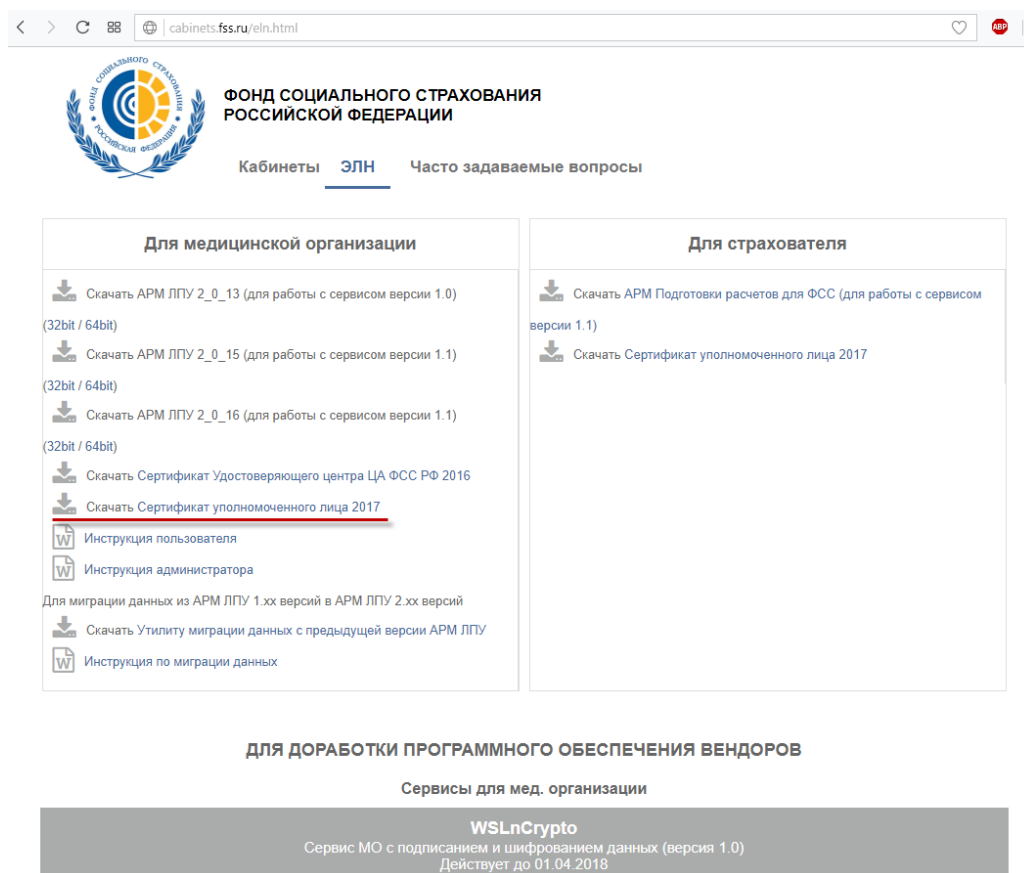 cabinets.fss.ru/eln.html
ABP
ФОНД СОЦИАЛЬНОГО СТРАХОВАНИЯ
РОССИЙСКАЯ ФЕДЕРАЦИЯ
ФОНД СОЦИАЛЬНОГО СТРАХОВАНИЯ
РОССИЙСКОЙ ФЕДЕРАЦИИ
Кабинеты ЭЛН Часто задаваемые вопросы
Для медицинской организации
Скачать АРМ ЛПУ 2_0_13 (для работы с сервисом версии 1.0)
(32bit / 64bit)
Скачать АРМ ЛПУ 2_0_15 (для работы с сервисом версии 1.1)
(32bit / 64bit)
Скачать АРМ ЛПУ 2_0_16 (для работы с сервисом версии 1.1)
(32bit / 64bit)
Скачать Сертификат Удостоверяющего центра ЦА ФСС РФ 2016
Скачать Сертификат уполномоченного лица 2017
W Инструкция пользователя
W Инструкция администратора
Для миграции данных из АРМ ЛПУ 1.xx версий в АРМ ЛПУ 2.xx версий
Скачать Утилиту миграции данных с предыдущей версии АРМ ЛПУ
W Инструкция по миграции данных
Для страхователя
Скачать АРМ Подготовки расчетов для ФСС (для работы с сервисом
версии 1.1)
Скачать Сертификат уполномоченного лица 2017
ДЛЯ ДОРАБОТКИ ПРОГРАММНОГО ОБЕСПЕЧЕНИЯ ВЕНДОРОВ
Сервисы для мед. организации
WSLnCrypto
Сервис МО с подписанием и шифрованием данных (версия 1.0)
Действует до 01.04.2018